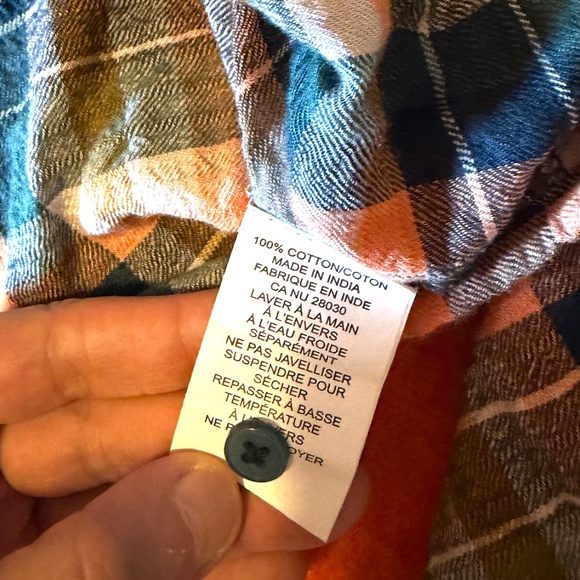 100% COTTON/COTON
MADE IN INDIA
FABRIQUE EN INDE
CA NU 28030
LAVER À LA MAIN
À L'ENVERS
À L'EAU FROIDE
SÉPARÉMENT
NE PAS JAVELLISER
SUSPENDRE POUR
SÉCHER
REPASSER À BASSE
TEMPÉRATURE
À
NE